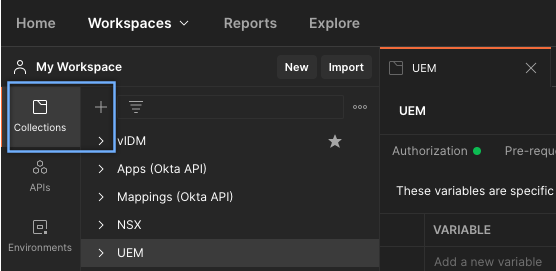 Home Workspaces Reports Explore
My Workspace New Import
UEM
Collections
UEM
vIDM
Authorization Pre-requ
Apps (Okta API)
APIs
Mappings (Okta API)
These variables are specific
NSX
VARIABLE
Environments
UEM
Add a new variable